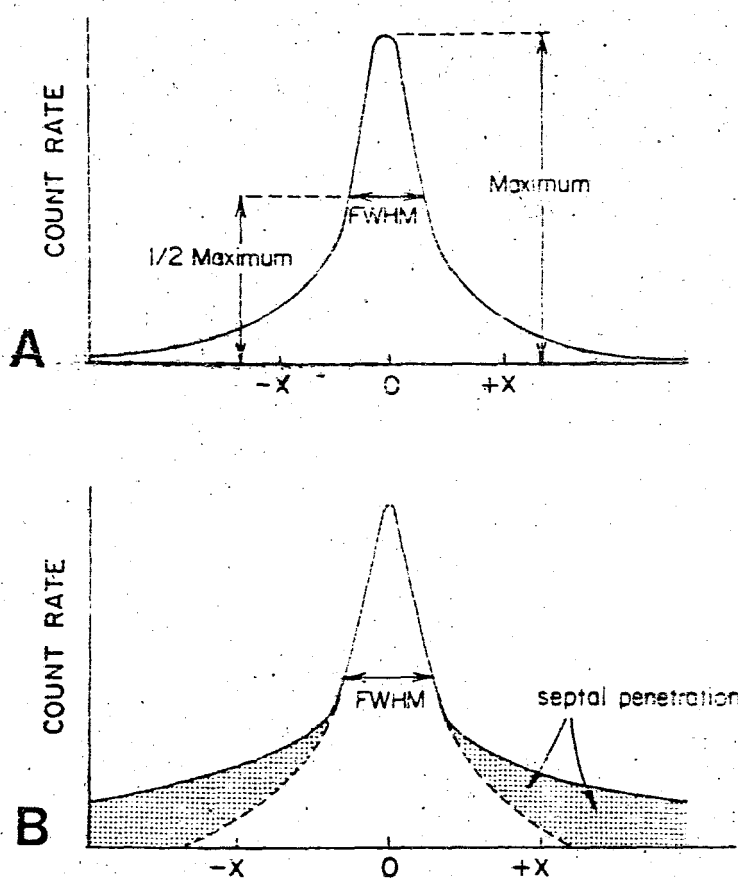 COUNT RATE
Maximum
FWHM
1/2 Maximum
A
-X
0
+X
COUNT RATE
FWHM
septal penetration
B
-X
0
+X